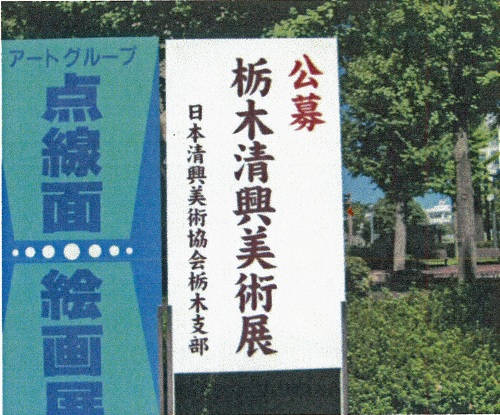 アートグループ
点線面
絵画展
公募
栃木清興美術展
日本清興美術協会栃木支部